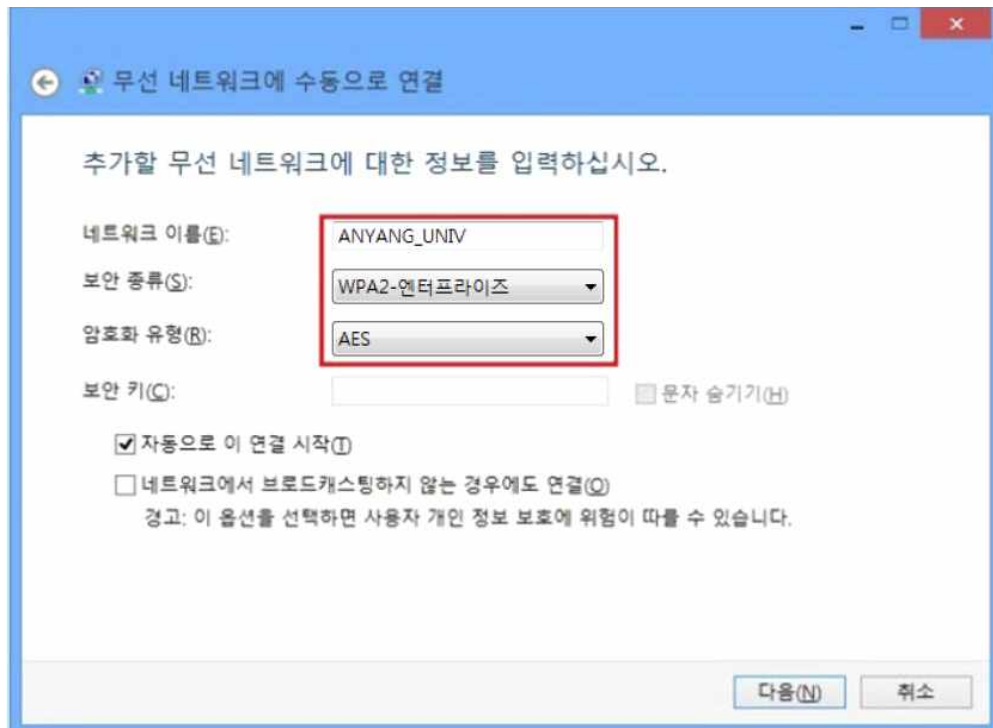 무선 네트워크에 수동으로 연결
추가할 무선 네트워크에 대한 정보를 입력하십시오.
네트워크 이름(E): ANYANG_UNIV
보안 종류(S): WPA2-엔터프라이즈
암호화 유형(R): AES
보안 키(C): 문자 숨기기(H)
자동으로 이 연결 시작(T)
네트워크에서 브로드캐스팅하지 않는 경우에도 연결(O)
경고: 이 옵션을 선택하면 사용자 개인 정보 보호에 위험이 따를 수 있습니다.
다음(N) 취소